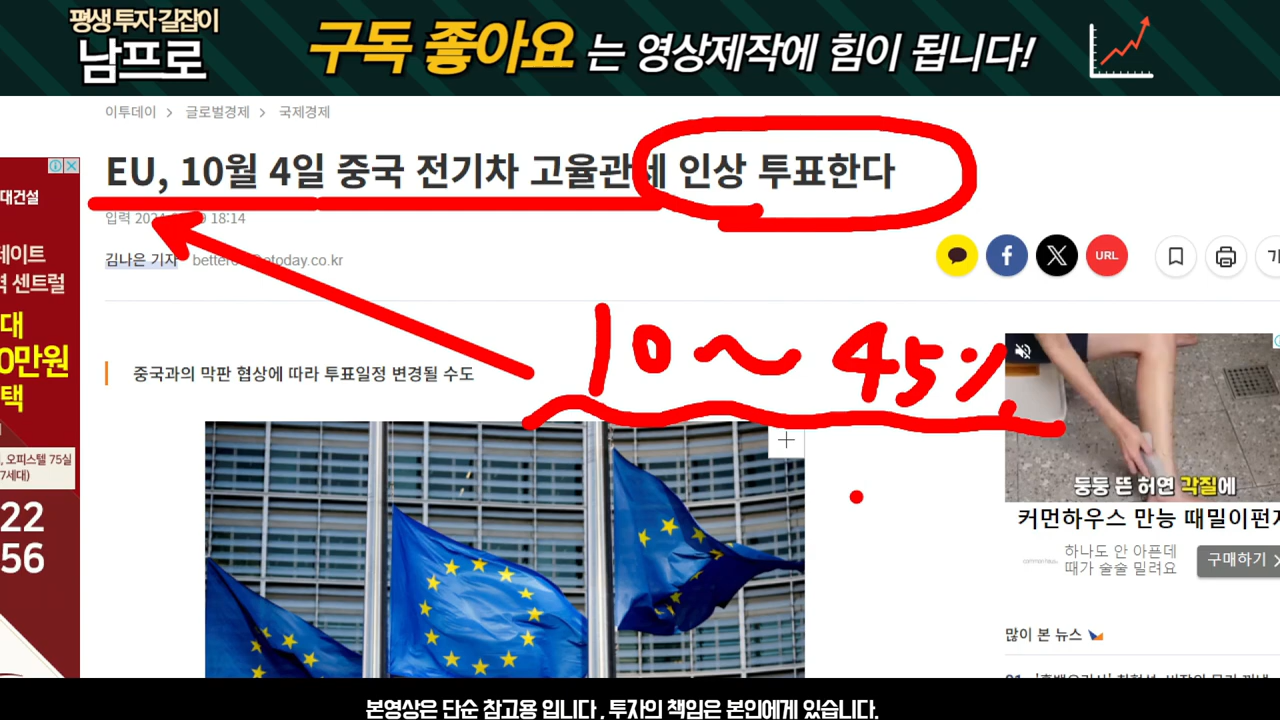 평생 투자 길잡이
남프로
구독 좋아요 는 영상제작에 힘이 됩니다!
이투데이 > 글로벌경제 > 국제경제
EU, 10월 4일 중국 전기차 고율관세 인상 투표한다
입력 18:14
김나은 기자
URL
가
10~45%
중국과의 막판 협상에 따라 투표일정 변경될 수도
대건설
데이트
센트럴
대
0만원
택
, 오피스텔 75실
7세대)
22
56
둥둥 뜬 허연 각질에
커먼하우스 만능 때밀이펀지
하나도 안 아픈데
때가 술술 밀려요
구매하기 >
많이 본 뉴스
본영상은 단순 참고용 입니다 , 투자의 책임은 본인에게 있습니다.